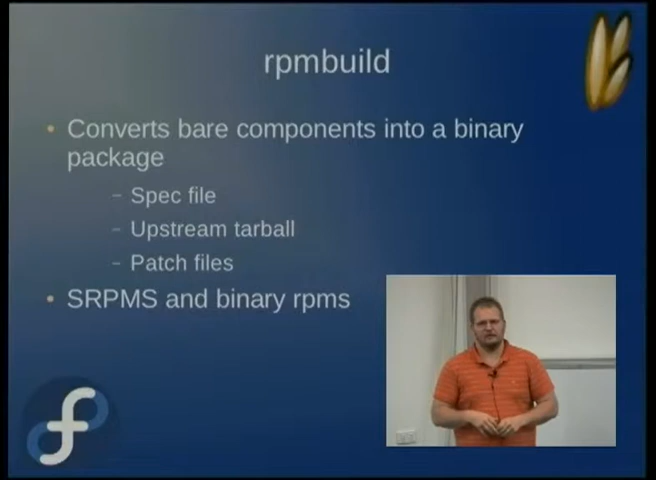 rpmbuild
• Converts bare components into a binary
package
– Spec file
– Upstream tarball
– Patch files
• SRPMS and binary rpms